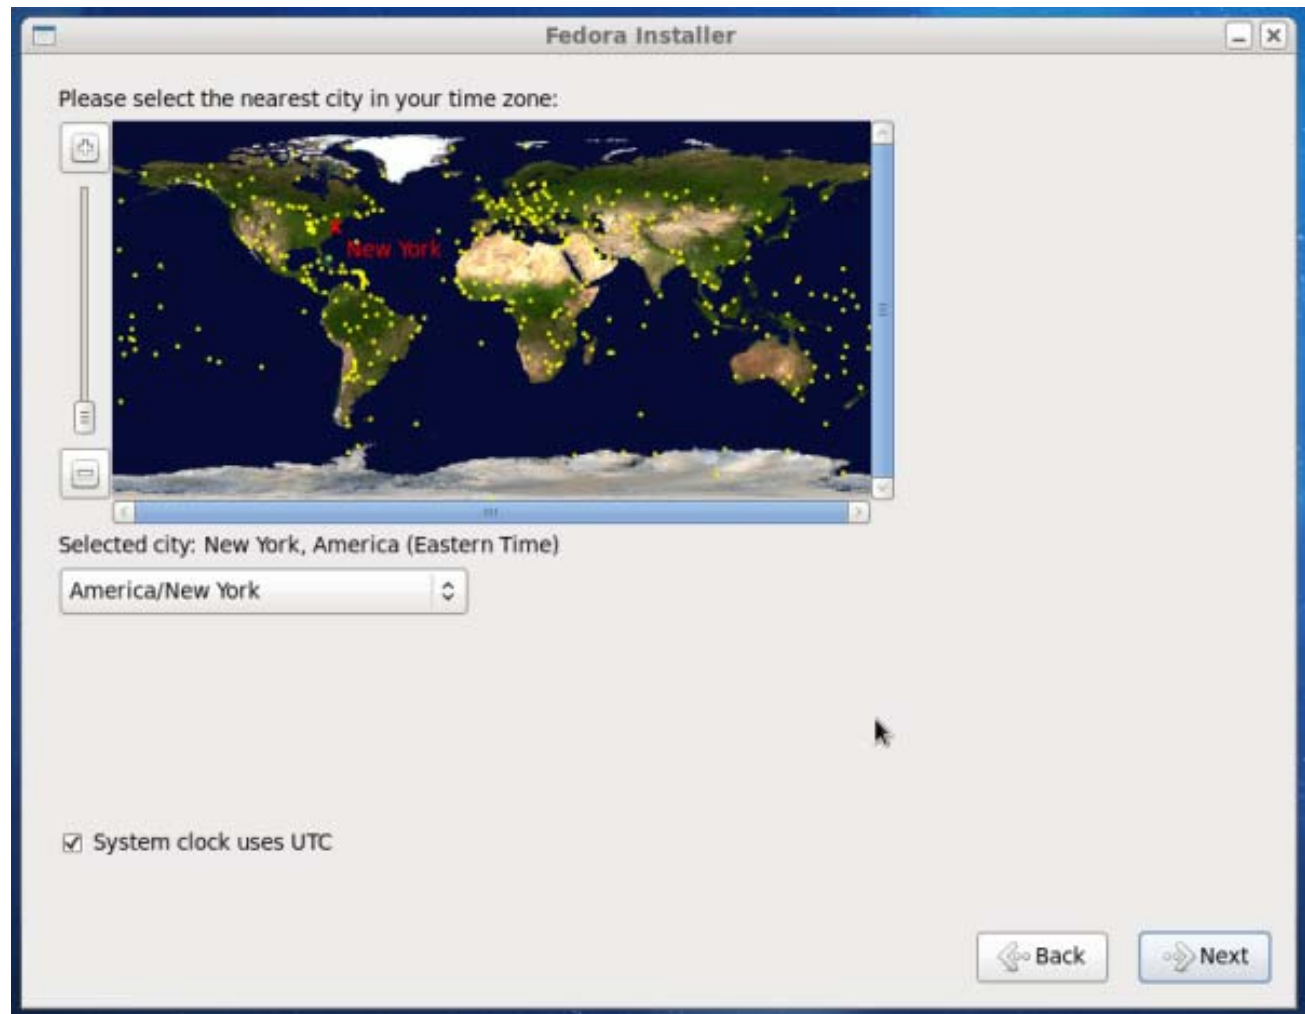 Fedora Installer
Please select the nearest city in your time zone:
New York
Selected city: New York, America (Eastern Time)
America/New York
System clock uses UTC
Back
Next